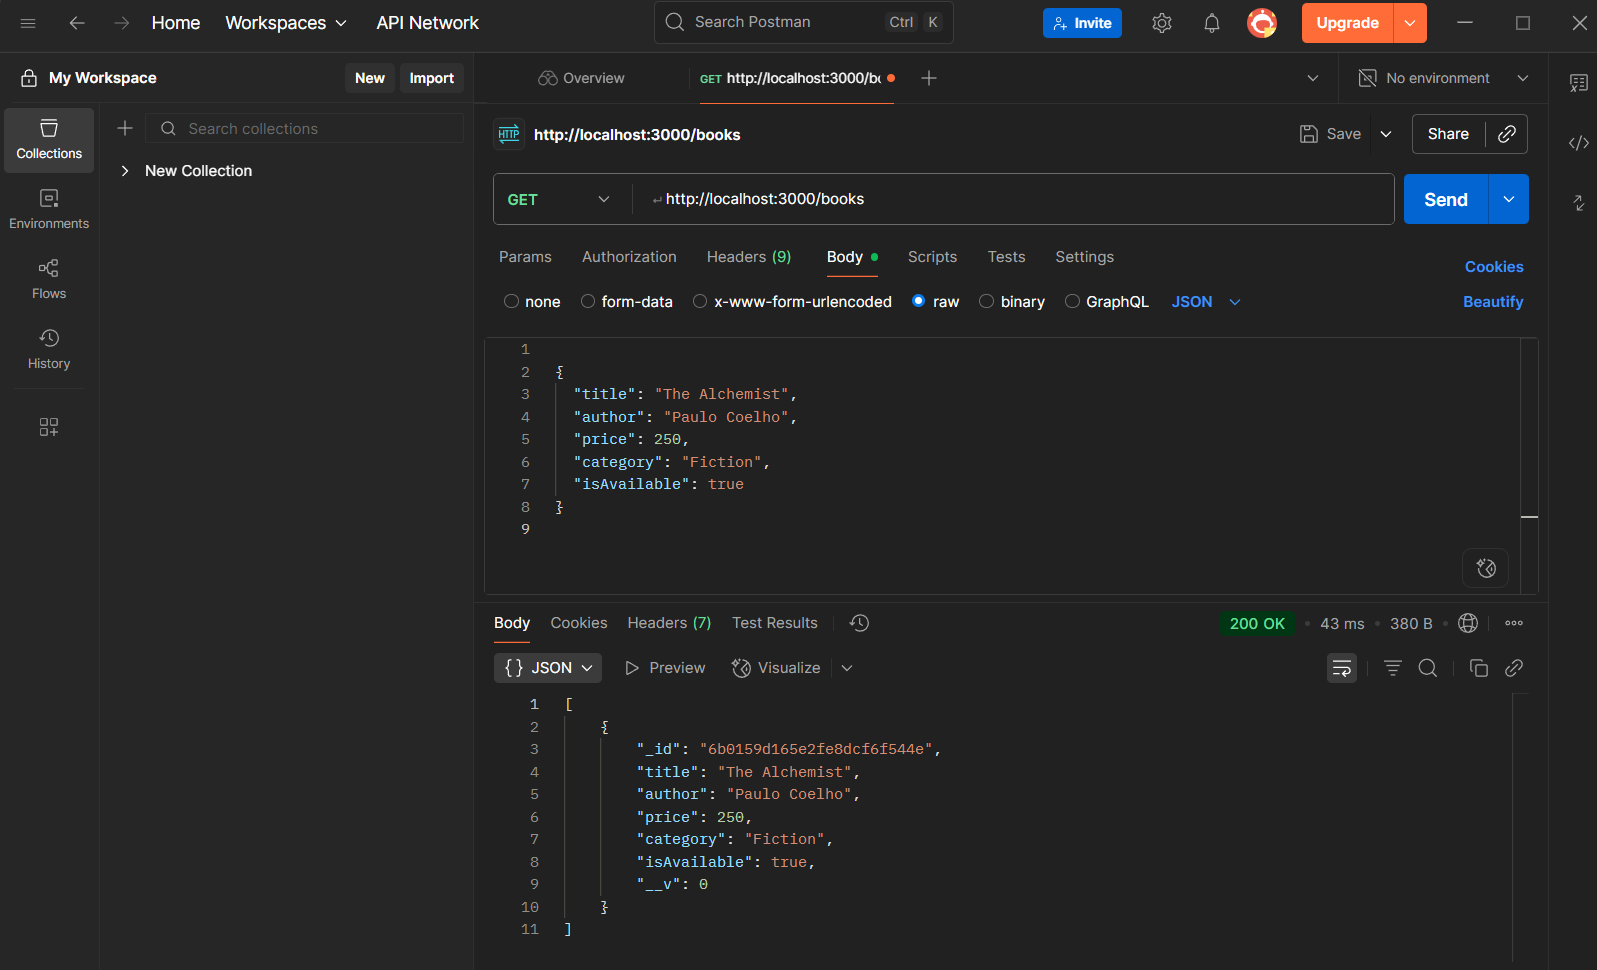 Home Workspaces API Network Search Postman Ctrl K Invite Upgrade
My Workspace New Import Overview GET http://localhost:3000/bo No environment
Collections
Environments
Flows
History
Search collections
New Collection
HTTP http://localhost:3000/books Save Share
GET http://localhost:3000/books Send
Params Authorization Headers (9) Body Scripts Tests Settings Cookies
none form-data x-www-form-urlencoded raw binary GraphQL JSON Beautify
1
2 {
3 "title": "The Alchemist",
4 "author": "Paulo Coelho",
5 "price": 250,
6 "category": "Fiction",
7 "isAvailable": true
8 }
9
Body Cookies Headers (7) Test Results 200 OK • 43 ms • 380 B •
{} JSON Preview Visualize
1 [
2 {
3 "_id": "6b0159d165e2fe8dcf6f544e",
4 "title": "The Alchemist",
5 "author": "Paulo Coelho",
6 "price": 250,
7 "category": "Fiction",
8 "isAvailable": true,
9 "__v": 0
10 }
11 ]